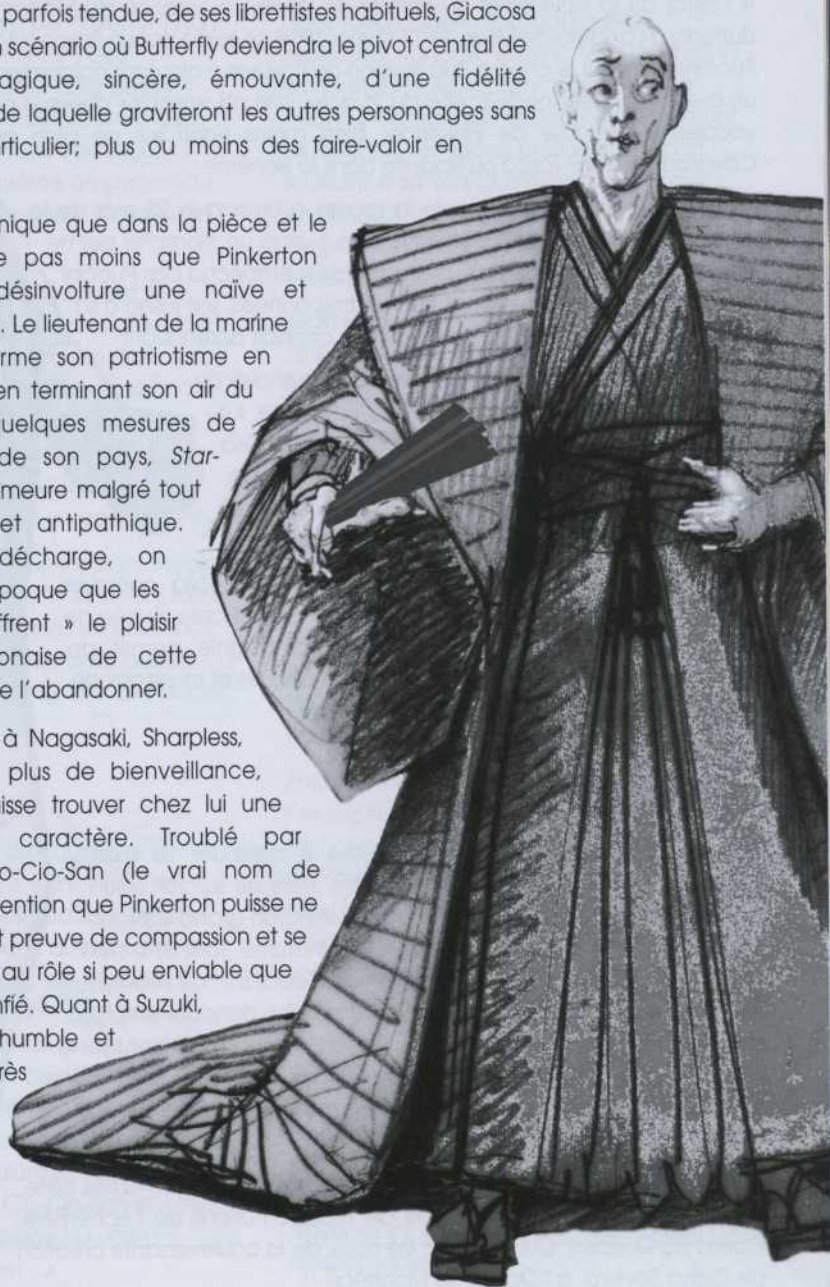 parfois tendue, de ses librettistes habituels, Giacosa
scénario où Butterfly deviendra le pivot central de
agique, sincère, émouvante, d'une fidélité
de laquelle graviteront les autres personnages sans
rticulier; plus ou moins des faire-valoir en
nique que dans la pièce et le
e pas moins que Pinkerton
désinvolture une naïve et
. Le lieutenant de la marine
rme son patriotisme en
en terminant son air du
uelques mesures de
de son pays, Star-
meure malgré tout
et antipathique.
décharge, on
poque que les
ffrent » le plaisir
onaise de cette
e l'abandonner.
à Nagasaki, Sharpless,
plus de bienveillance,
isse trouver chez lui une
caractère. Troublé par
o-Cio-San (le vrai nom de
ention que Pinkerton puisse ne
t preuve de compassion et se
au rôle si peu enviable que
nfié. Quant à Suzuki,
humble et
rès